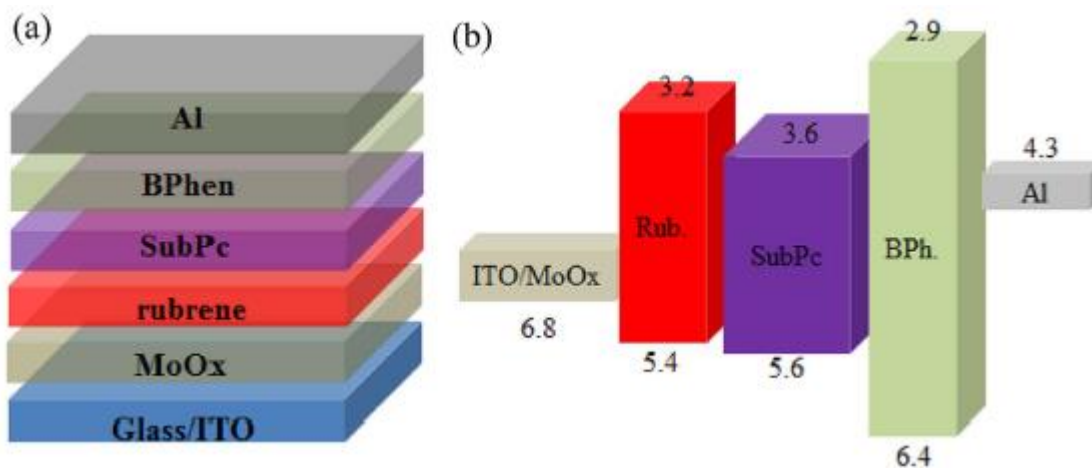 (a)
Al
BPhen
SubPc
rubrene
MoOx
Glass/ITO
(b)
2.9
3.2
3.6
4.3
Al
Rub.
SubPc
BPh.
ITO/MoOx
6.8
5.4
5.6
6.4